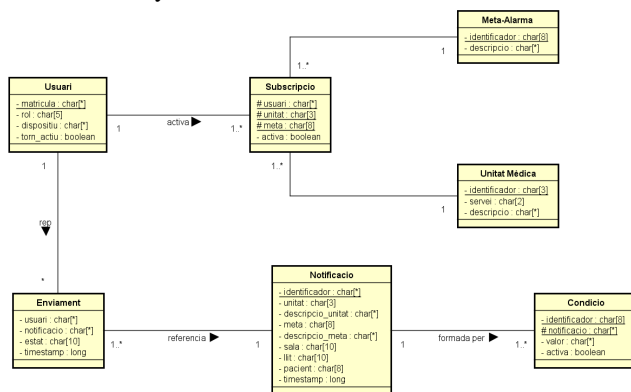 Meta-Alarma
- identificador : char[8]
- descripcio : char[*]
1
1..*
Usuari
- matricula : char[*]
- rol : char[5]
- dispositiu : char[*]
- torn_actiu : boolean
1
activa
1..*
Subscripcio
# usuari : char[*]
# unitat : char[3]
# meta : char[8]
- activa : boolean
1..*
1
Unitat Mèdica
- identificador : char[3]
- servei : char[2]
- descripcio : char[*]
1
rep
*
Enviament
- usuari : char[*]
- notificacio : char[*]
- estat : char[10]
- timestamp : long
1..*
referencia
1
Notificacio
- identificador : char[*]
- unitat : char[3]
- descripcio_unitat : char[*]
- meta : char[8]
- descripcio_meta : char[*]
- sala : char[10]
- llit : char[10]
- pacient : char[8]
- timestamp : long
1
formada per
1..*
Condicio
- identificador : char[8]
# notificacio : char[*]
- valor : char[*]
- activa : boolean